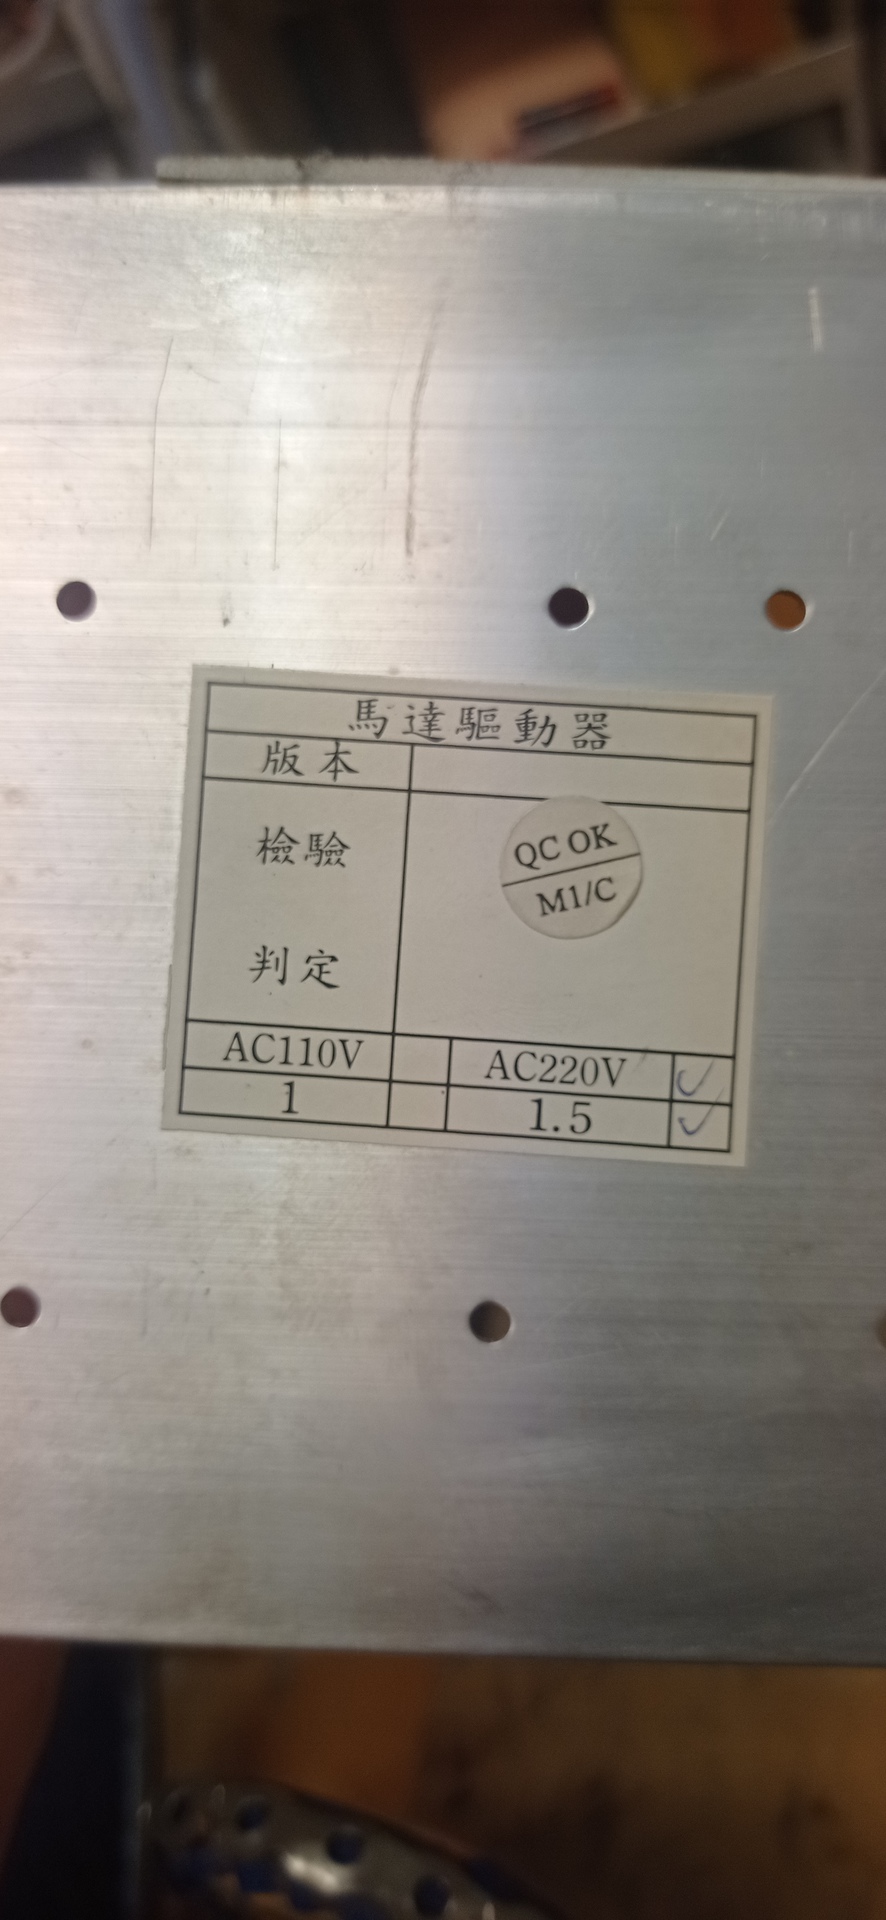 馬達驅動器
版本
檢驗
判定
QC OK
M1/C
AC110V AC220V ✓
1 1.5 ✓